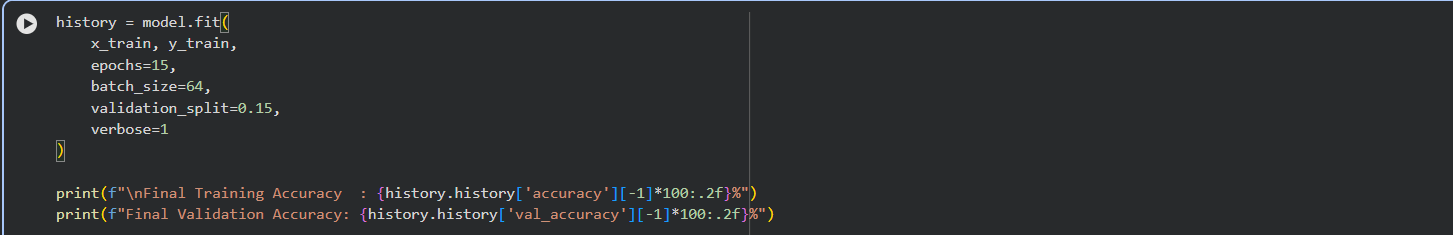 history = model.fit(
    x_train, y_train,
    epochs=15,
    batch_size=64,
    validation_split=0.15,
    verbose=1
)
print(f"\nFinal Training Accuracy  : {history.history['accuracy'][-1]*100:.2f}%")
print(f"Final Validation Accuracy: {history.history['val_accuracy'][-1]*100:.2f}%")